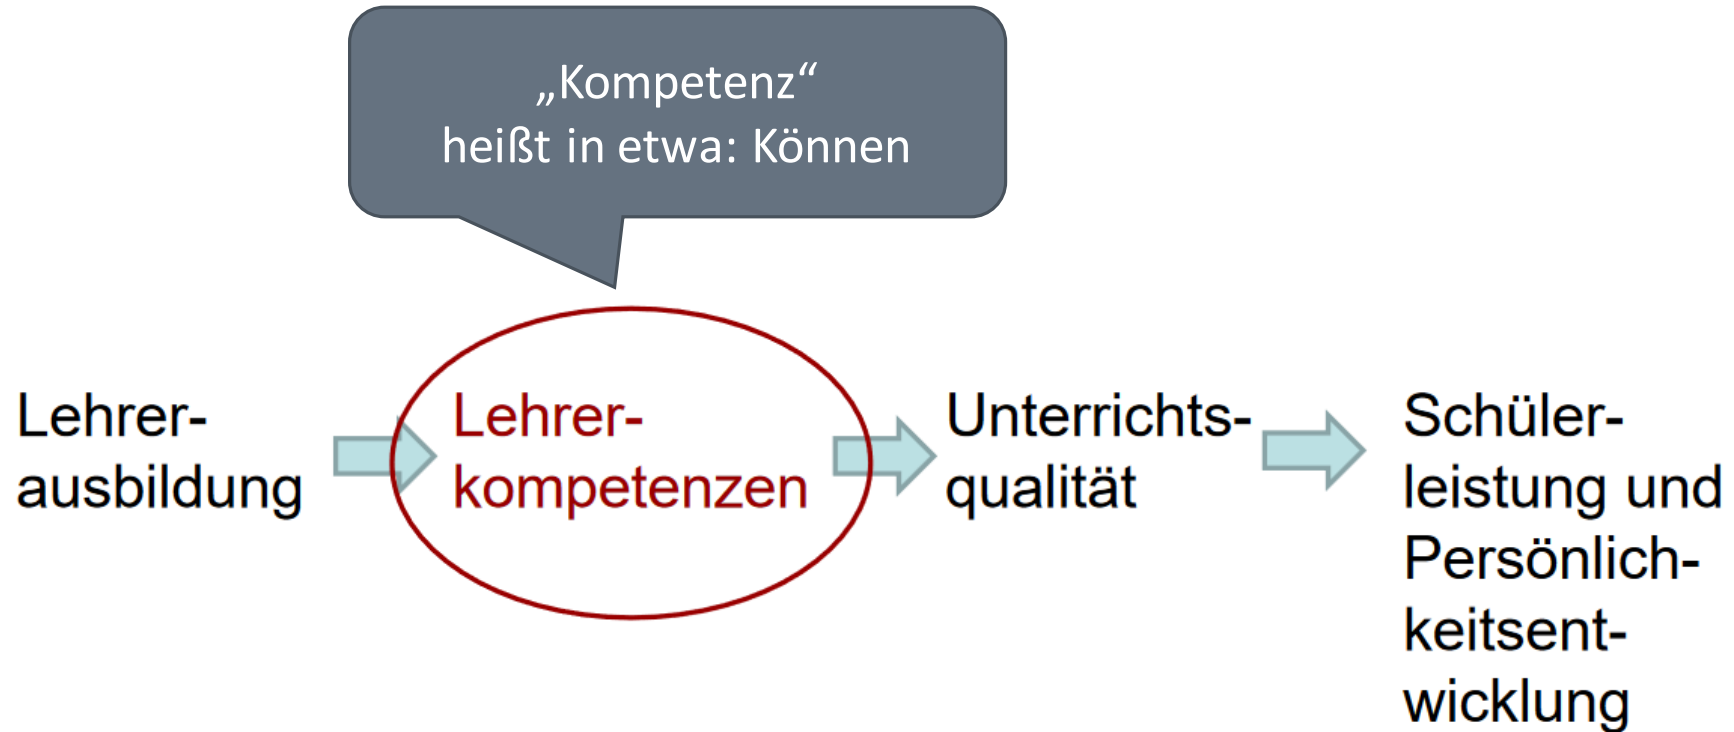 „Kompetenz“
heißt in etwa: Können
Lehrer-
ausbildung
Lehrer-
kompetenzen
Unterrichts-
qualität
Schüler-
leistung und
Persönlich-
keitsent-
wicklung